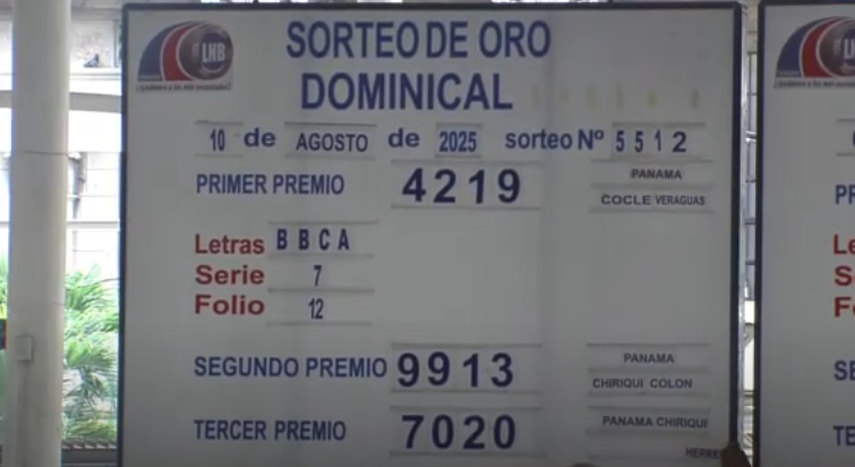 LNB
SORTEO DE ORO
DOMINICAL
10 de AGOSTO de 2025 sorteo Nº 5512
PRIMER PREMIO 4219 PANAMA
COCLE VERAGUAS
Letras B B C A
Serie 7
Folio 12
SEGUNDO PREMIO 9913 PANAMA
CHIRIQUI COLON
TERCER PREMIO 7020 PANAMA CHIRIQUI